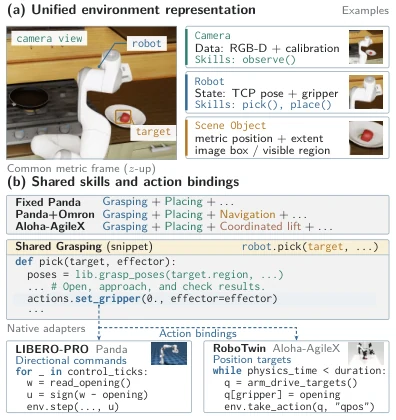 (a) Unified environment representation
Examples
camera view
robot
target
Camera
Data: RGB-D + calibration
Skills: observe()
Robot
State: TCP pose + gripper
Skills: pick(), place()
Scene Object
metric position + extent
image box / visible region
Common metric frame (z-up)
(b) Shared skills and action bindings
Fixed Panda Grasping + Placing + ...
Panda+Omron Grasping + Placing + Navigation + ...
Aloha-AgileX Grasping + Placing + Coordinated lift + ...
Shared Grasping (snippet) robot.pick(target, ...)
def pick(target, effector):
poses = lib.grasp_poses(target.region, ...)
... # Open, approach, and check results.
actions.set_gripper(0., effector=effector)
...
Native adapters
Action bindings
LIBERO-PRO Panda
Directional commands
for _ in control_ticks:
w = read_opening()
u = sign(w - opening)
env.step(..., u)
RoboTwin Aloha-AgileX
Position targets
while physics_time < duration:
q = arm_drive_targets()
q[gripper] = opening
env.take_action(q, "qpos")